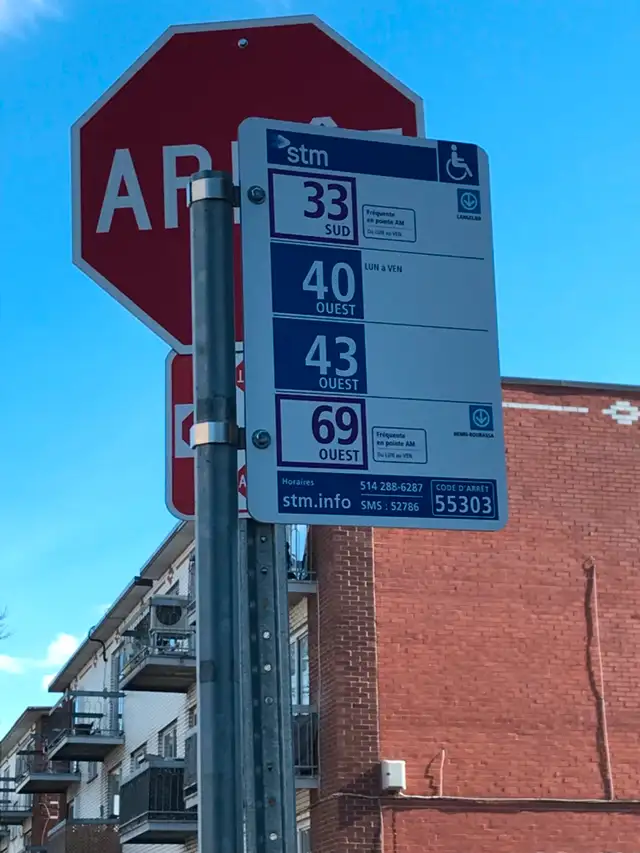 AR
stm
33
SUD
Fréquente
en pointe AM
Du LUN au VEN
LANGELIER
40
OUEST
LUN à VEN
43
OUEST
69
OUEST
Fréquente
en pointe AM
Du LUN au VEN
HENRI-BOURASSA
Horaires
stm.info
514 288-6287
SMS : 52786
CODE D'ARRÊT
55303